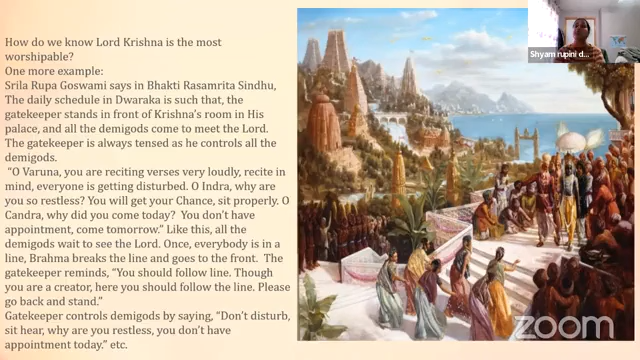 How do we know Lord Krishna is the most
worshipable?
One more example:
Srila Rupa Goswami says in Bhakti Rasamrita Sindhu,
The daily schedule in Dwaraka is such that, the
gatekeeper stands in front of Krishna's room in His
palace, and all the demigods come to meet the Lord.
The gatekeeper is always tensed as he controls all the
demigods.
"O Varuna, you are reciting verses very loudly, recite in
mind, everyone is getting disturbed. O Indra, why are
you so restless? You will get your Chance, sit properly. O
Candra, why did you come today? You don't have
appointment, come tomorrow." Like this, all the
demigods wait to see the Lord. Once, everybody is in a
line, Brahma breaks the line and goes to the front. The
gatekeeper reminds, "You should follow line. Though
you are a creator, here you should follow the line. Please
go back and stand."
Gatekeeper controls demigods by saying, "Don't disturb,
sit hear, why are you restless, you don't have
appointment today." etc.
Shyam rupini d...
zoom